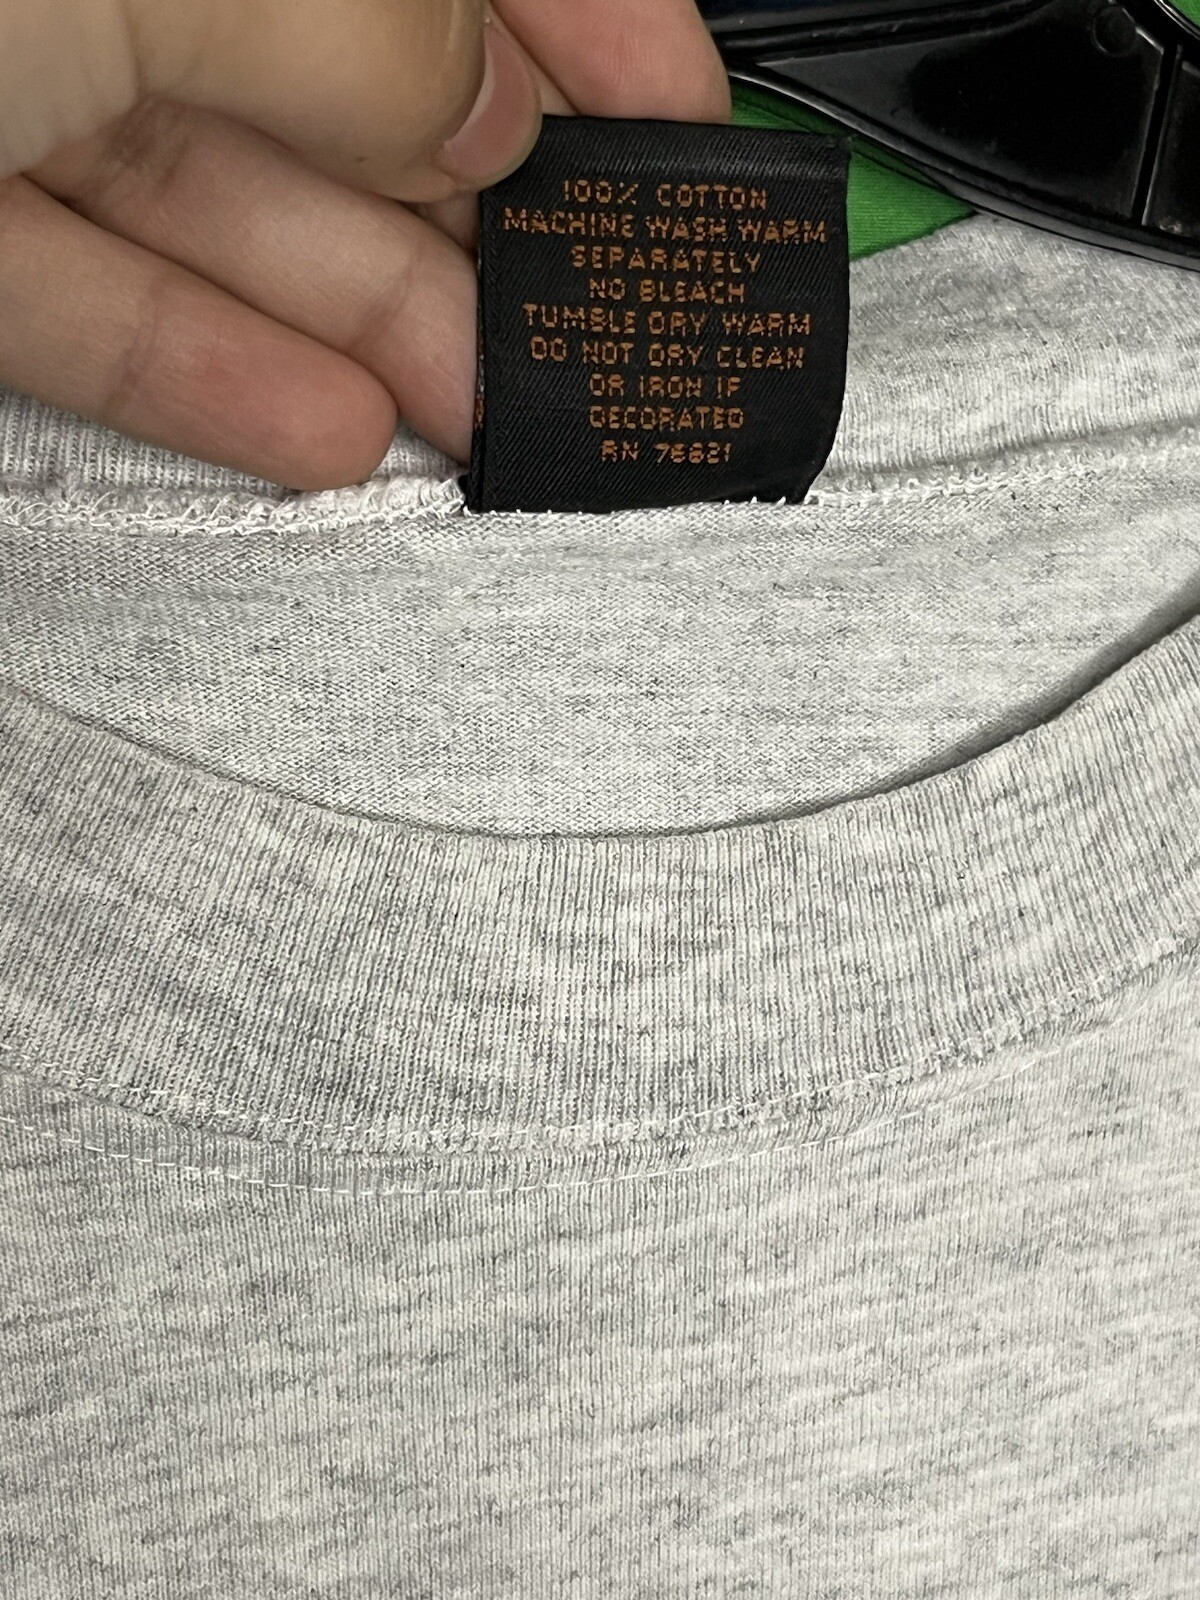 100% COTTON
MACHINE WASH WARM
SEPARATELY
NO BLEACH
TUMBLE DRY WARM
DO NOT DRY CLEAN
OR IRON IF
DECORATED
RN 76821